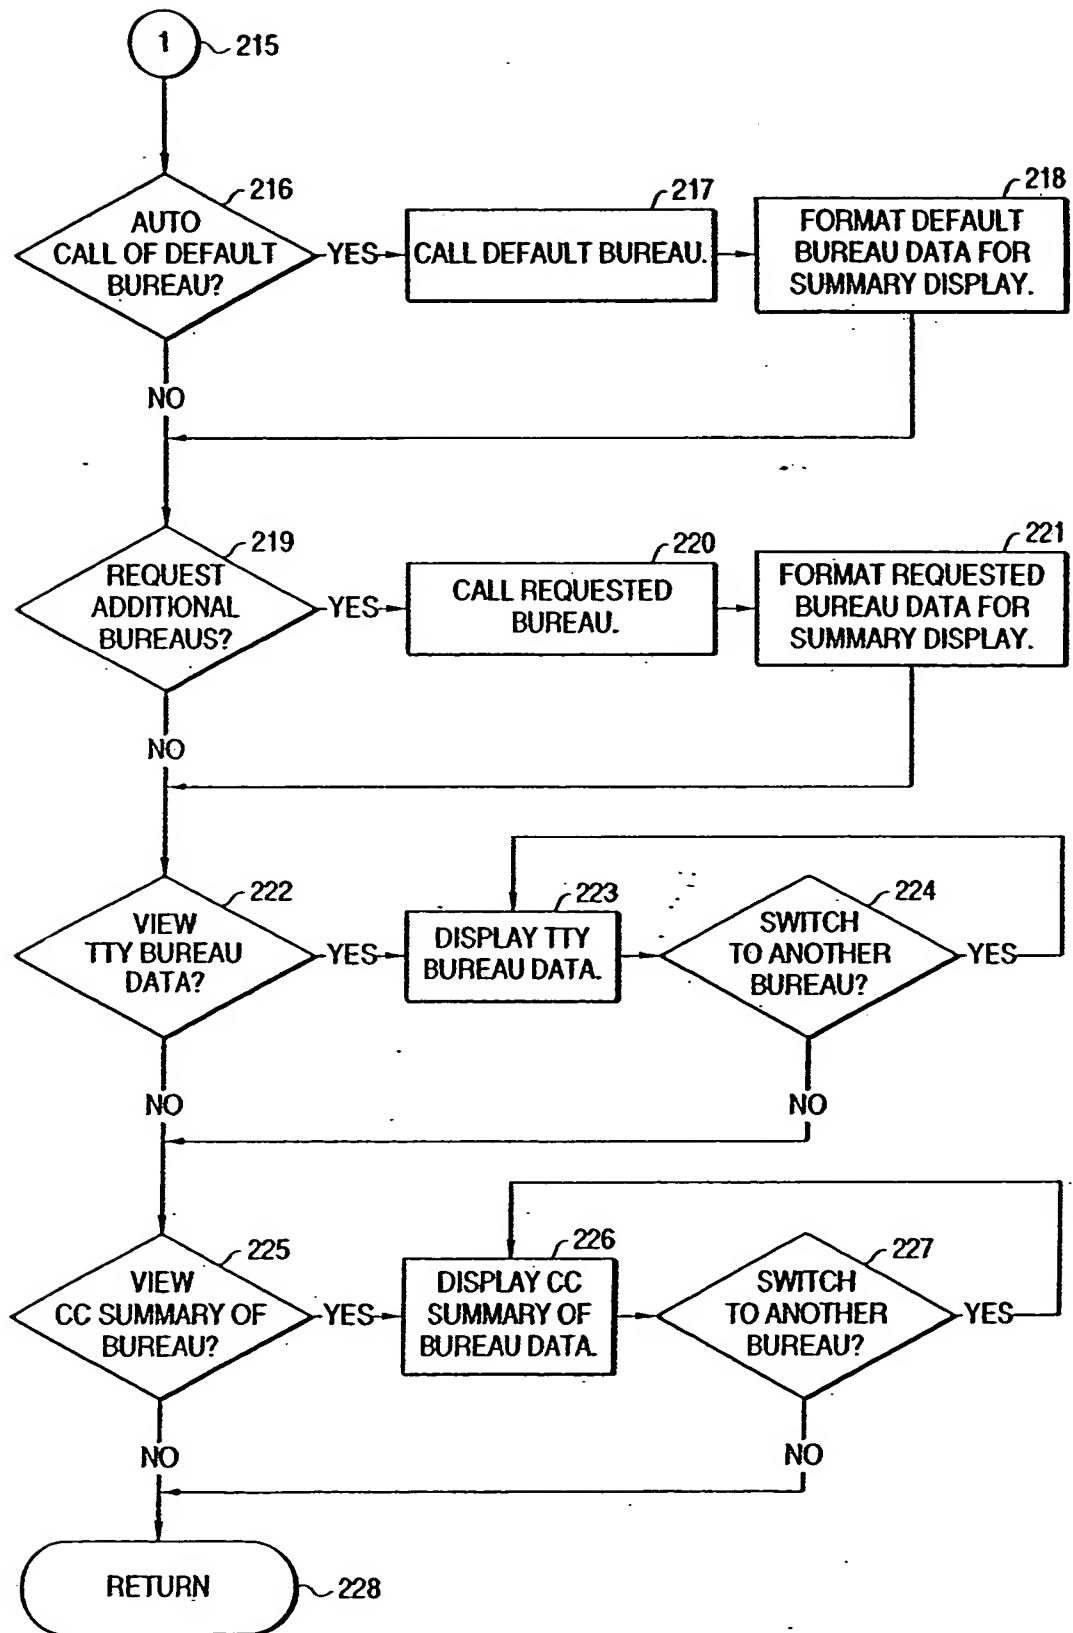 1
215
216
AUTO
CALL OF DEFAULT
BUREAU?
YES
217
CALL DEFAULT BUREAU.
218
FORMAT DEFAULT
BUREAU DATA FOR
SUMMARY DISPLAY.
NO
219
REQUEST
ADDITIONAL
BUREAUS?
YES
220
CALL REQUESTED
BUREAU.
221
FORMAT REQUESTED
BUREAU DATA FOR
SUMMARY DISPLAY.
NO
222
VIEW
TTY BUREAU
DATA?
YES
223
DISPLAY TTY
BUREAU DATA.
224
SWITCH
TO ANOTHER
BUREAU?
YES
NO
NO
225
VIEW
CC SUMMARY OF
BUREAU?
YES
226
DISPLAY CC
SUMMARY OF
BUREAU DATA.
227
SWITCH
TO ANOTHER
BUREAU?
YES
NO
NO
RETURN
228